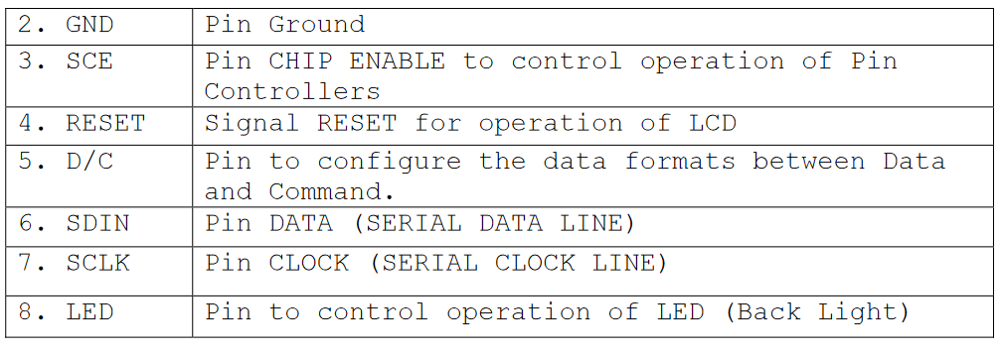 2. GND Pin Ground
3. SCE Pin CHIP ENABLE to control operation of Pin
Controllers
4. RESET Signal RESET for operation of LCD
5. D/C Pin to configure the data formats between Data
and Command.
6. SDIN Pin DATA (SERIAL DATA LINE)
7. SCLK Pin CLOCK (SERIAL CLOCK LINE)
8. LED Pin to control operation of LED (Back Light)